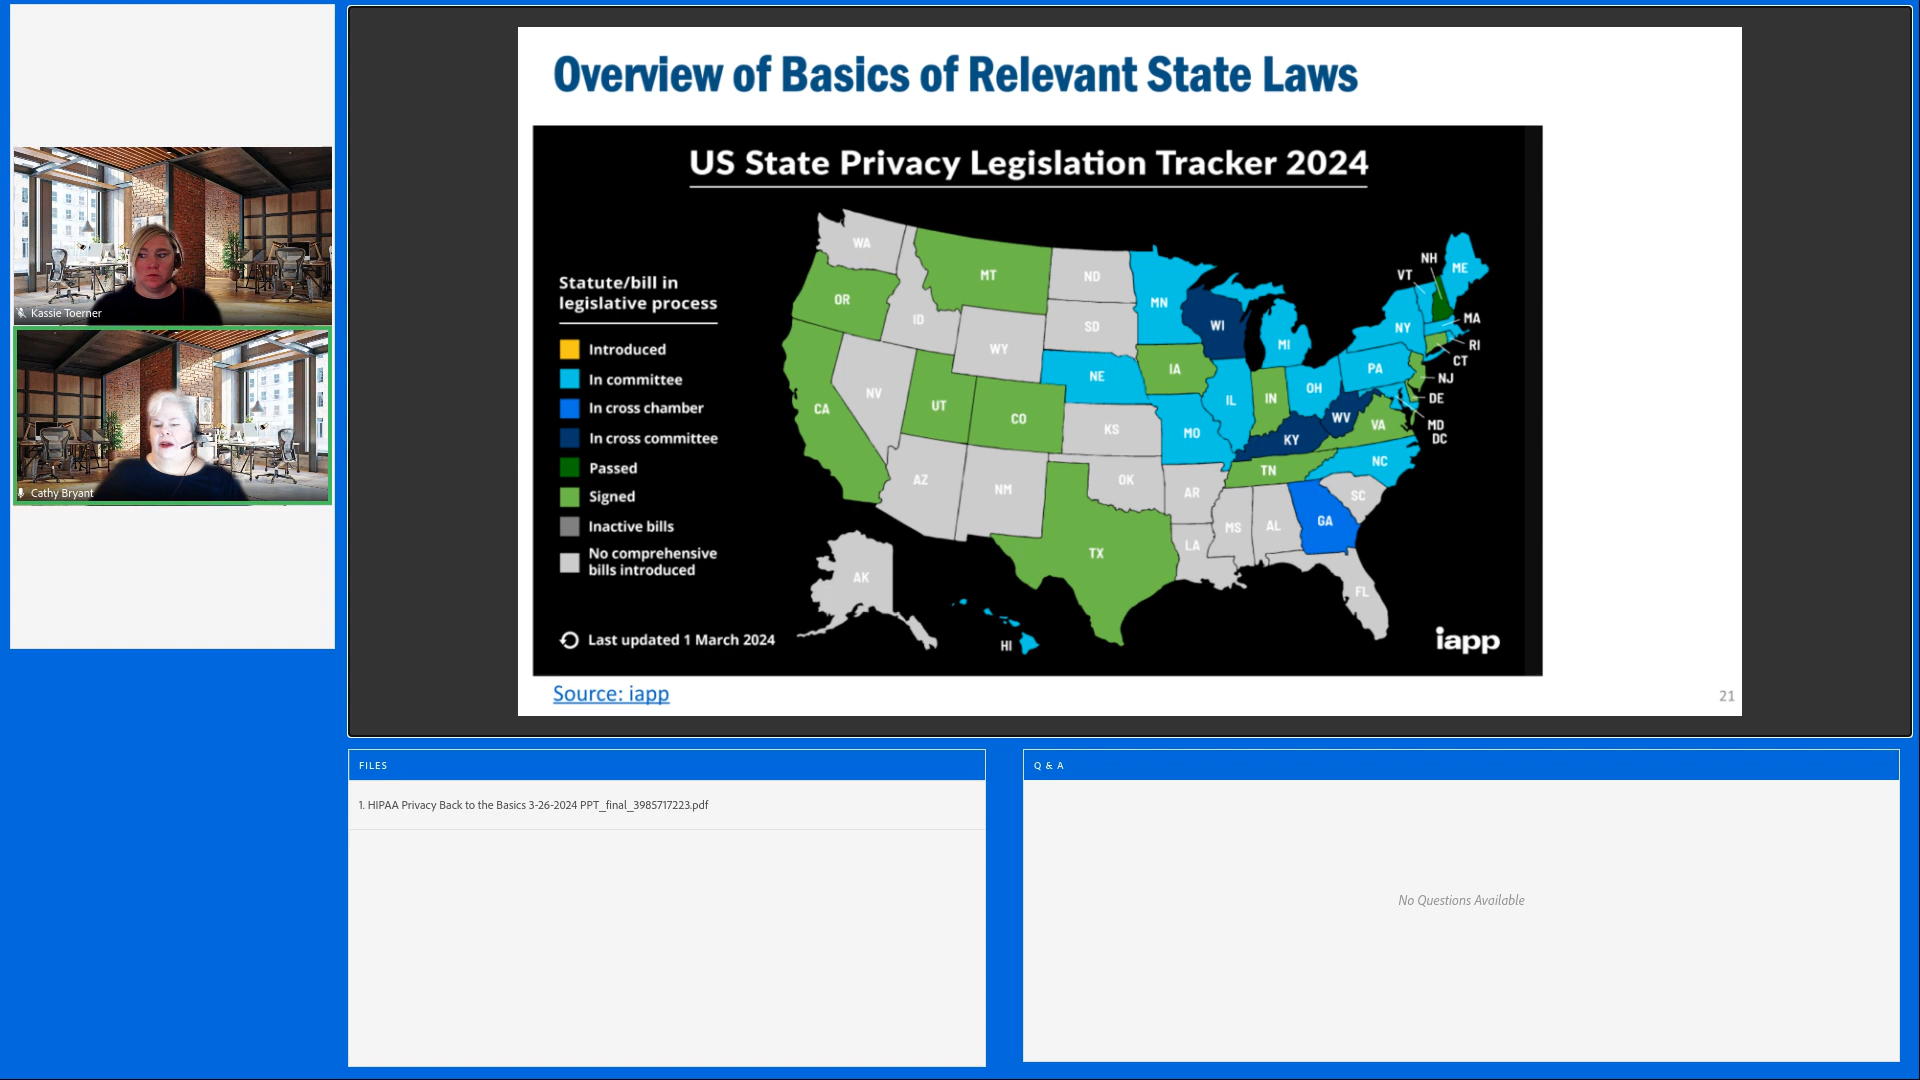 Kassie Toerner
Cathy Bryant
Overview of Basics of Relevant State Laws
US State Privacy Legislation Tracker 2024
Statute/bill in
legislative process
Introduced
In committee
In cross chamber
In cross committee
Passed
Signed
Inactive bills
No comprehensive
bills introduced
Last updated 1 March 2024
WA
OR
ID
MT
ND
SD
WY
NV
CA
UT
CO
AZ
NM
NE
KS
OK
TX
MN
IA
MO
AR
LA
WI
IL
MI
IN
OH
KY
TN
MS
AL
GA
FL
SC
NC
VA
WV
PA
NY
VT
NH
ME
MA
RI
CT
NJ
DE
MD
DC
AK
HI
iapp
Source: iapp
21
FILES
1. HIPAA Privacy Back to the Basics 3-26-2024 PPT_final_3985717223.pdf
Q & A
No Questions Available